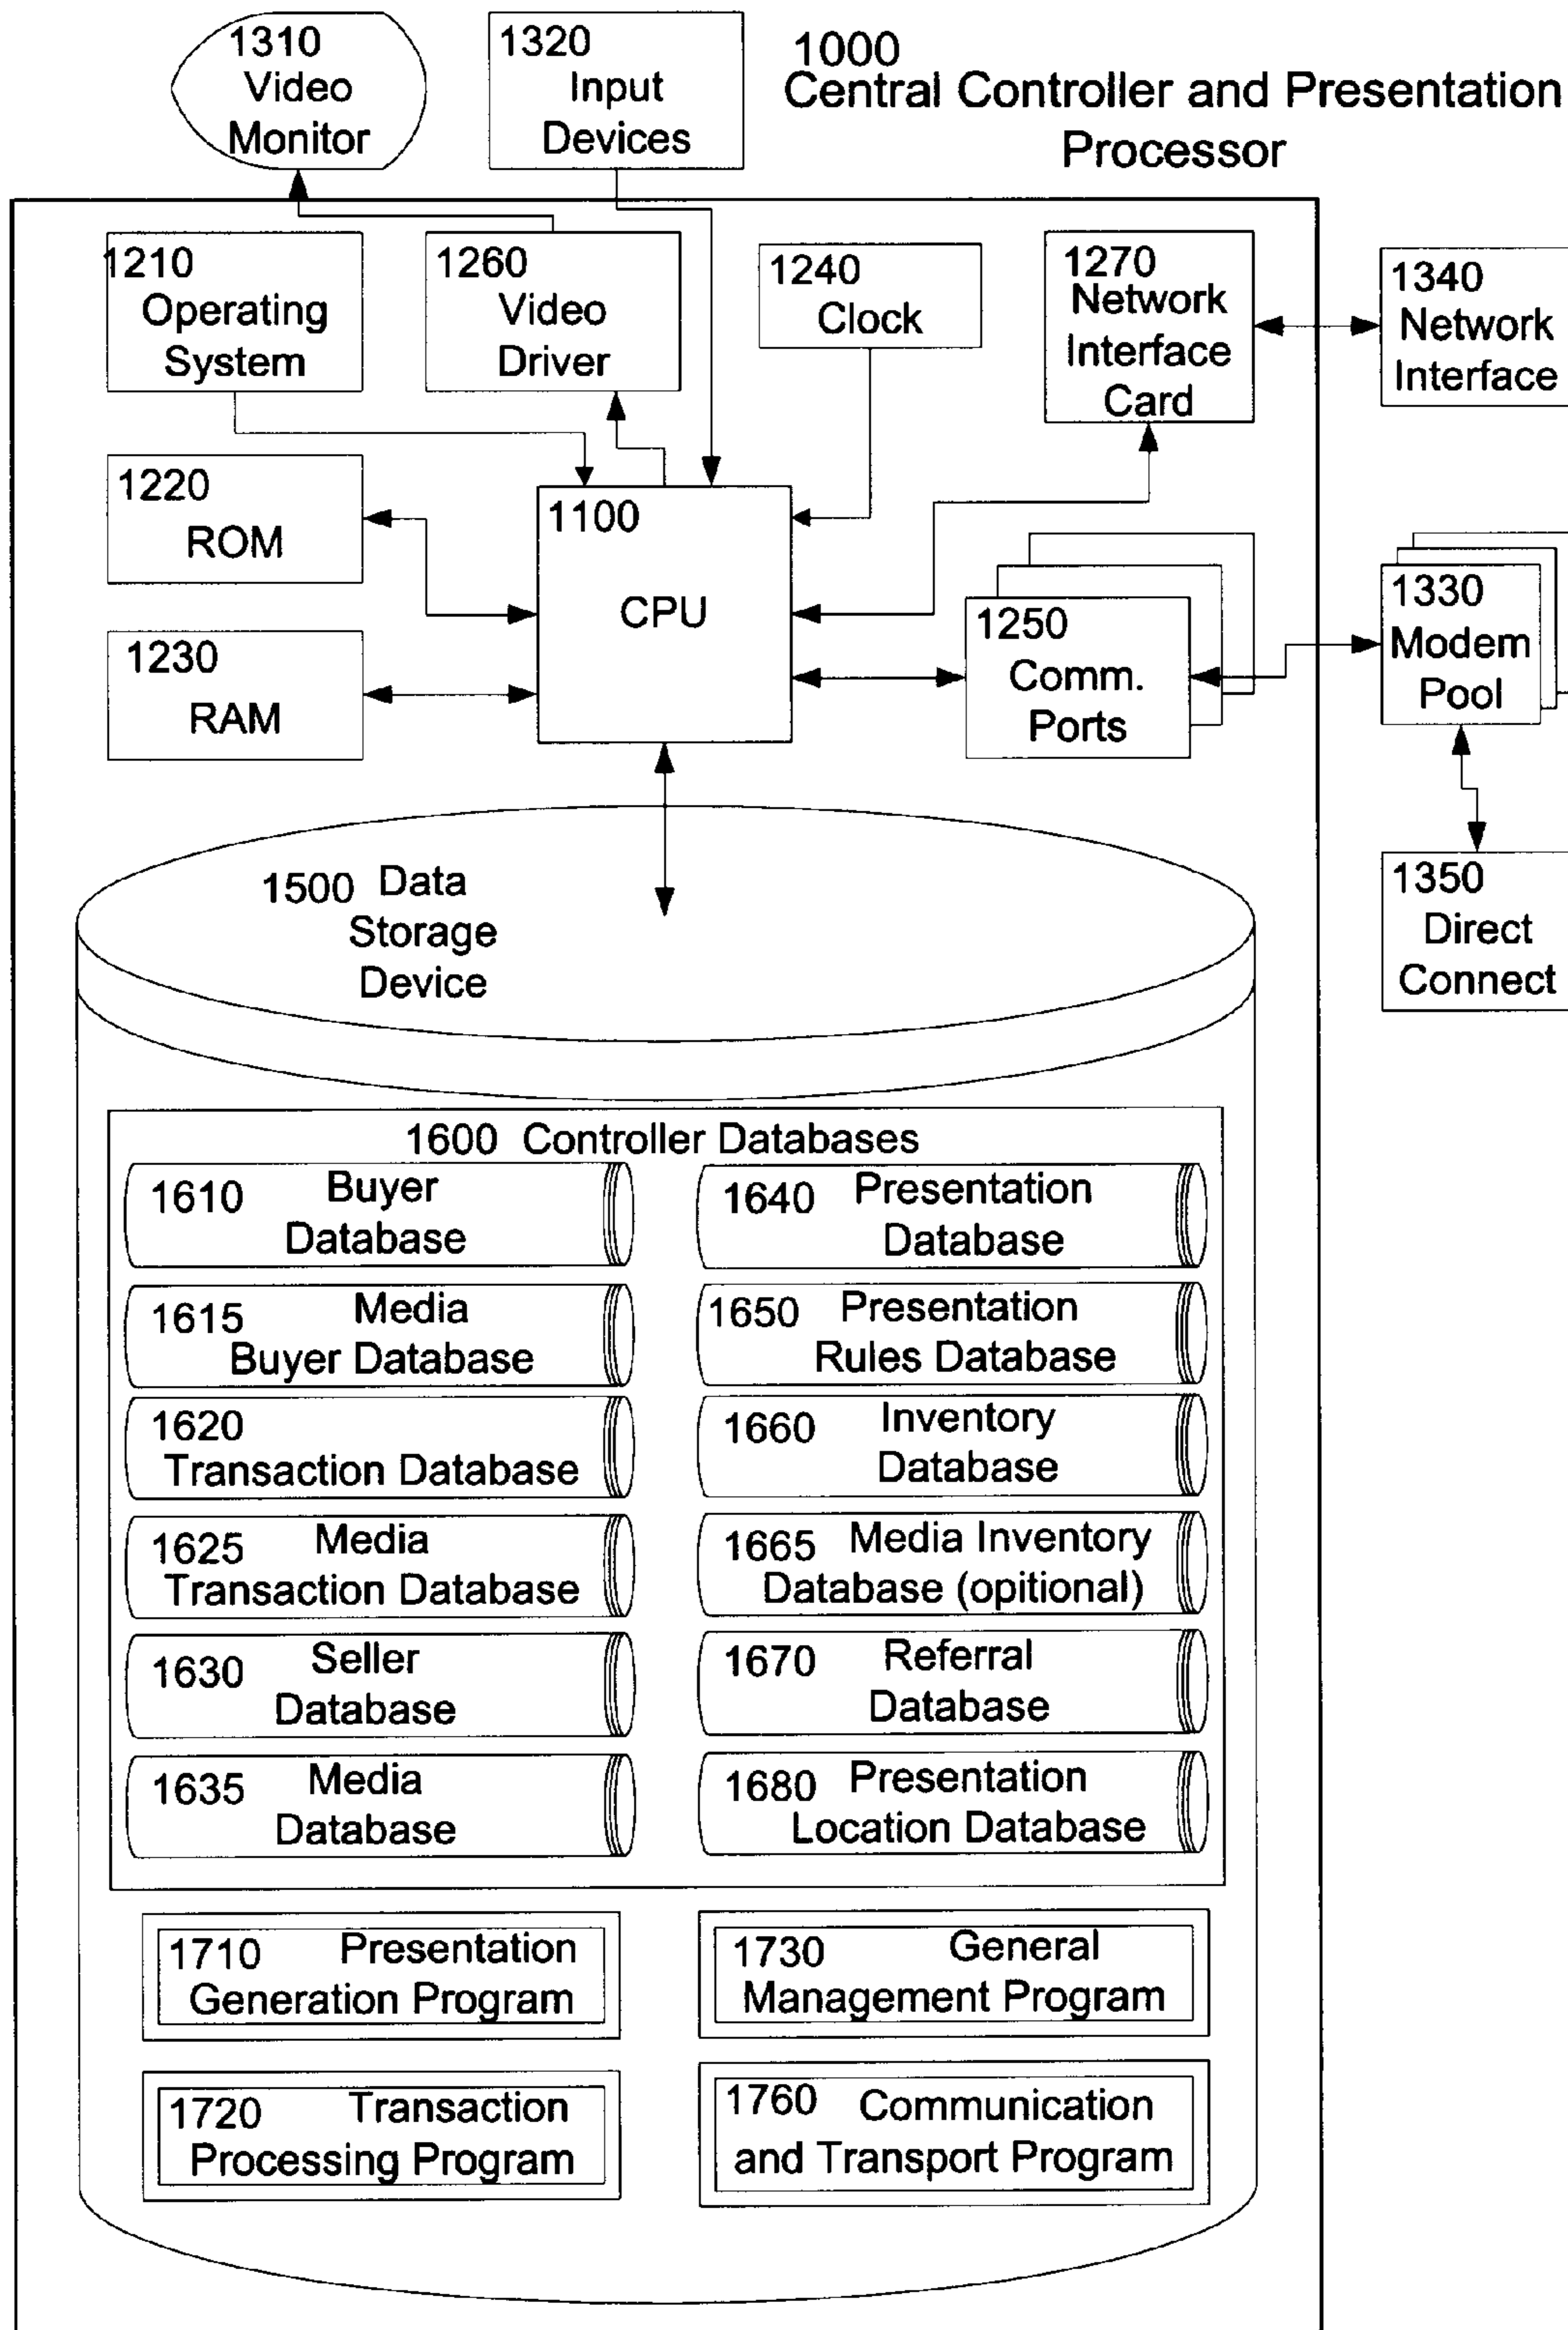 1310
Video
Monitor
1320
Input
Devices
1000
Central Controller and Presentation
Processor
1210
Operating
System
1260
Video
Driver
1240
Clock
1270
Network
Interface
Card
1340
Network
Interface
1220
ROM
1100
CPU
1230
RAM
1250
Comm.
Ports
1330
Modem
Pool
1350
Direct
Connect
1500 Data
Storage
Device
1600 Controller Databases
1610 Buyer
Database
1640 Presentation
Database
1615 Media
Buyer Database
1650 Presentation
Rules Database
1620
Transaction Database
1660 Inventory
Database
1625 Media
Transaction Database
1665 Media Inventory
Database (opitional)
1630 Seller
Database
1670 Referral
Database
1635 Media
Database
1680 Presentation
Location Database
1710 Presentation
Generation Program
1730 General
Management Program
1720 Transaction
Processing Program
1760 Communication
and Transport Program